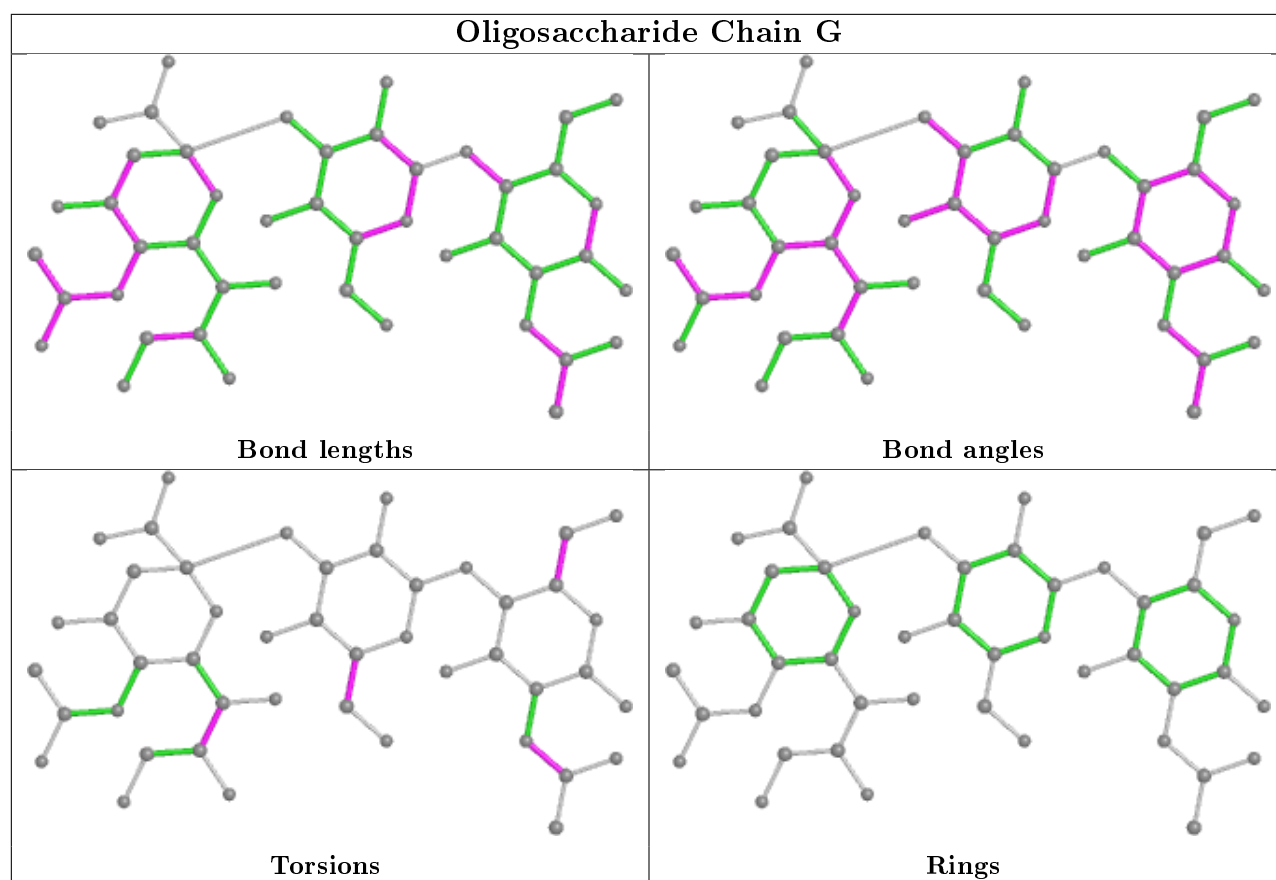 Oligosaccharide Chain G
Bond lengths
Bond angles
Torsions
Rings